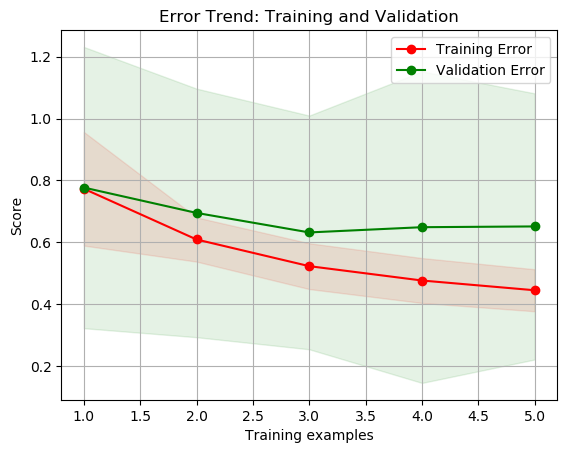 Error Trend: Training and Validation
Training Error
Validation Error
Score
1.2
1.0
0.8
0.6
0.4
0.2
1.0 1.5 2.0 2.5 3.0 3.5 4.0 4.5 5.0
Training examples